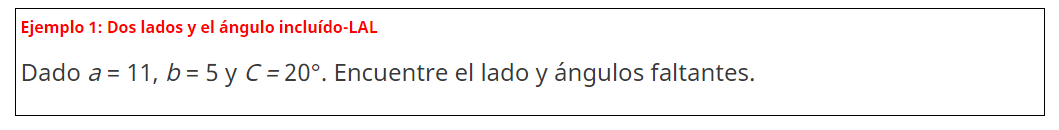 Ejemplo 1: Dos lados y el ángulo incluído-LAL
Dado a = 11, b = 5 y C = 20°. Encuentre el lado y ángulos faltantes.